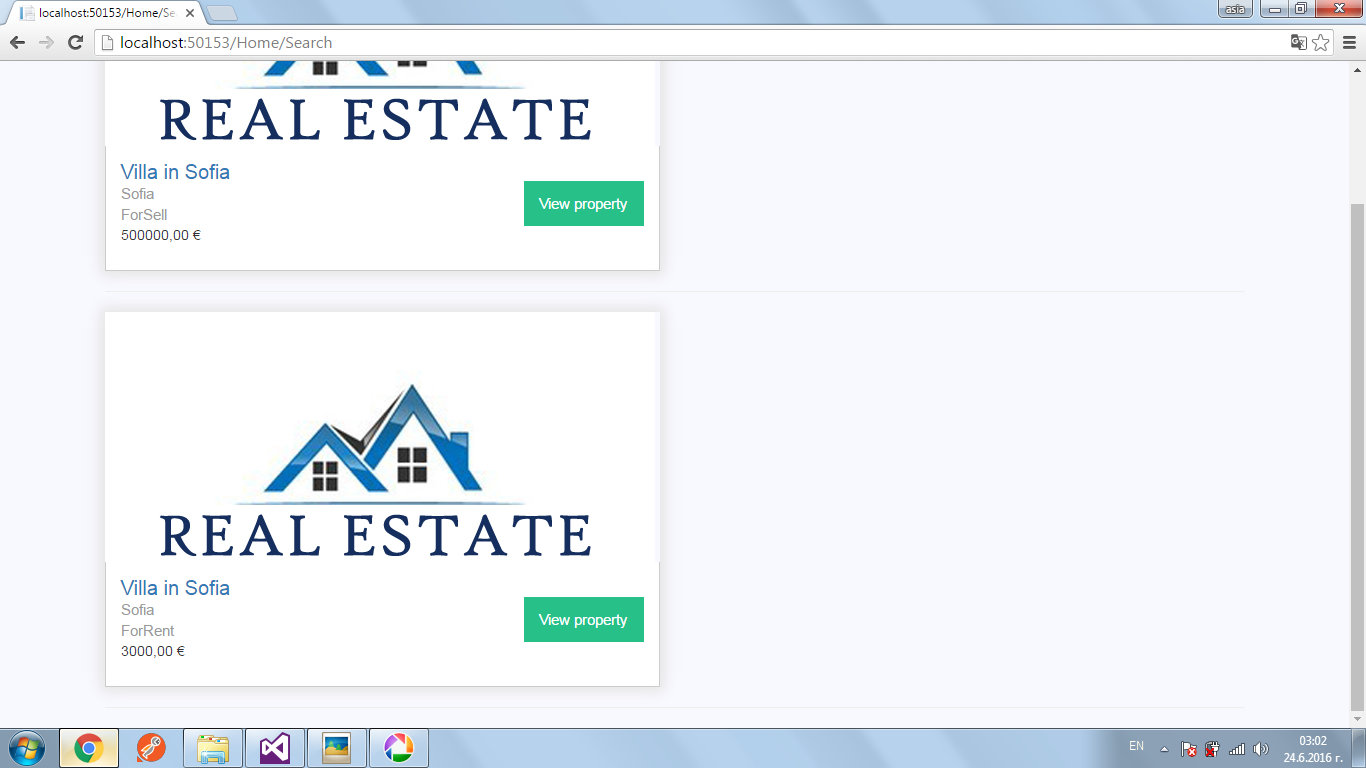 localhost:50153/Home/Se
asia
localhost:50153/Home/Search
REAL ESTATE
Villa in Sofia
Sofia
ForSell
500000,00 €
View property
REAL ESTATE
Villa in Sofia
Sofia
ForRent
3000,00 €
View property
EN
03:02
24.6.2016 г.